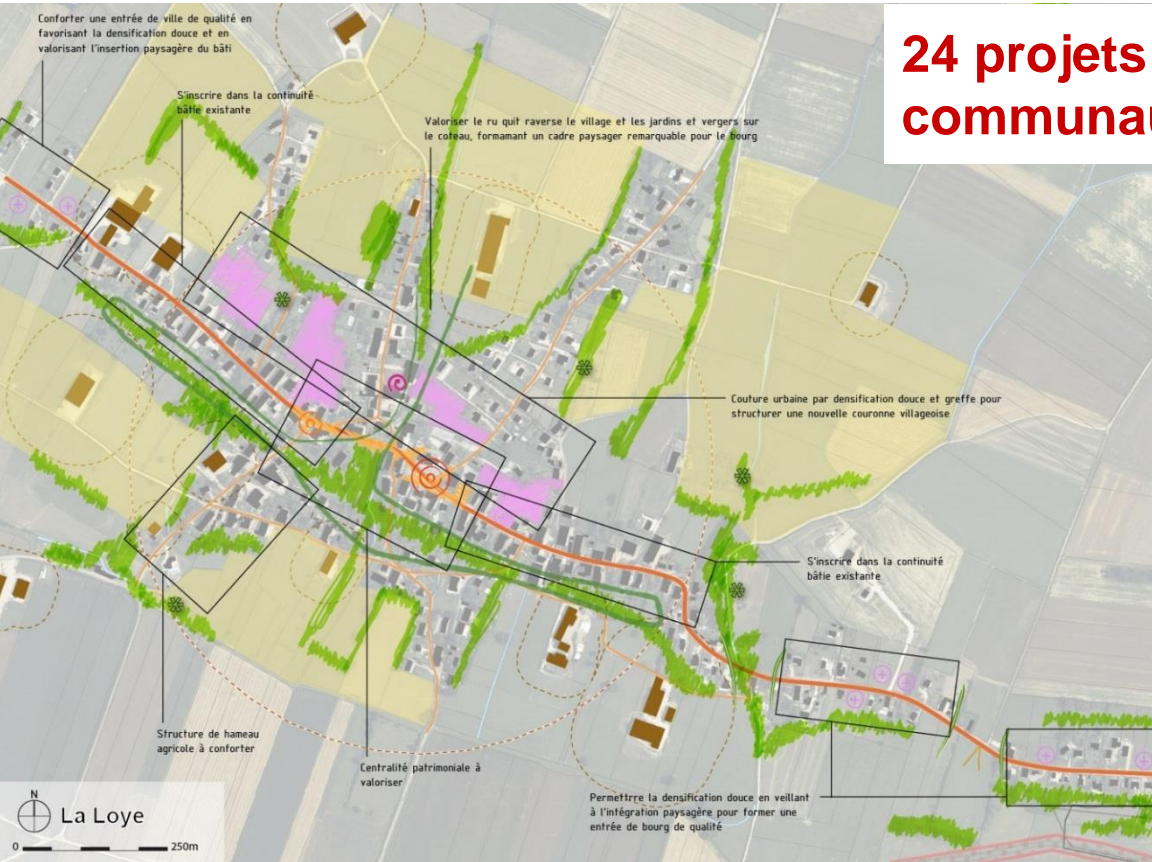 24 projets
communau
Conforter une entrée de ville de qualité en
favorisant la densification douce et en
valorisant l'insertion paysagère du bâti
S'inscrire dans la continuité
bâtie existante
Valoriser le ru quit raverse le village et les jardins et vergers sur
le coteau, formamant un cadre paysager remarquable pour le bourg
Couture urbaine par densification douce et greffe pour
structurer une nouvelle couronne villageoise
S'inscrire dans la continuité
bâtie existante
Structure de hameau
agricole à conforter
Centralité patrimoniale à
valoriser
Permettrre la densification douce en veillant
à l'intégration paysagère pour former une
entrée de bourg de qualité
N
La Loye
0 250m